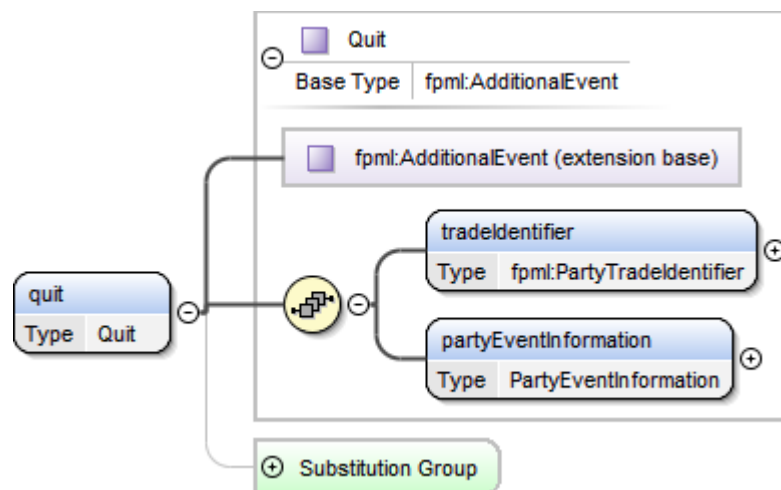 Quit
Base Type fpml:AdditionalEvent
fpml:AdditionalEvent (extension base)
tradeIdentifier
Type fpml:PartyTradeIdentifier
quit
Type Quit
partyEventInformation
Type PartyEventInformation
Substitution Group